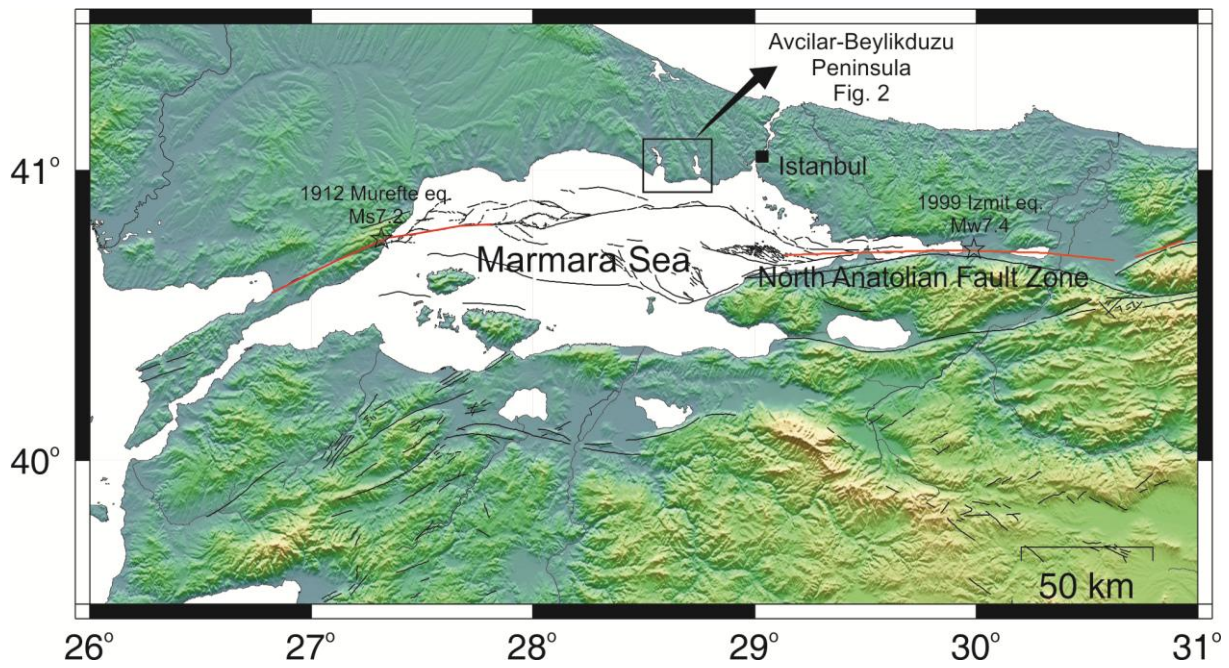 Avcilar-Beylikduzu
Peninsula
Fig. 2
41°
Istanbul
1912 Murefte eq.
Ms7.2
1999 Izmit eq.
Mw7.4
Marmara Sea
North Anatolian Fault Zone
40°
50 km
26° 27° 28° 29° 30° 31°